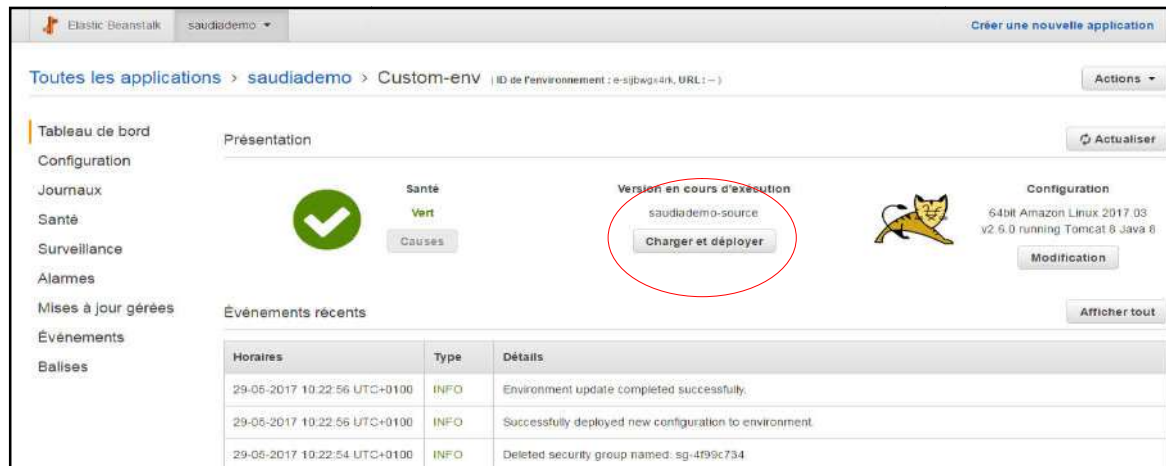 Elastic Beanstalk saudiademo Créer une nouvelle application
Toutes les applications > saudiademo > Custom-env ( ID de l'environnement : e-sijbwgx4rk, URL : -- )
Actions
Tableau de bord
Configuration
Journaux
Santé
Surveillance
Alarmes
Mises à jour gérées
Événements
Balises
Présentation
Actualiser
Santé
Vert
Causes
Version en cours d'exécution
saudiademo-source
Charger et déployer
Configuration
64bit Amazon Linux 2017.03
v2.6.0 running Tomcat 8 Java 8
Modification
Événements récents
Afficher tout
Horaires Type Détails
29-05-2017 10:22:56 UTC+0100 INFO Environment update completed successfully.
29-05-2017 10:22:56 UTC+0100 INFO Successfully deployed new configuration to environment.
29-05-2017 10:22:54 UTC+0100 INFO Deleted security group named: sg-4f99c734